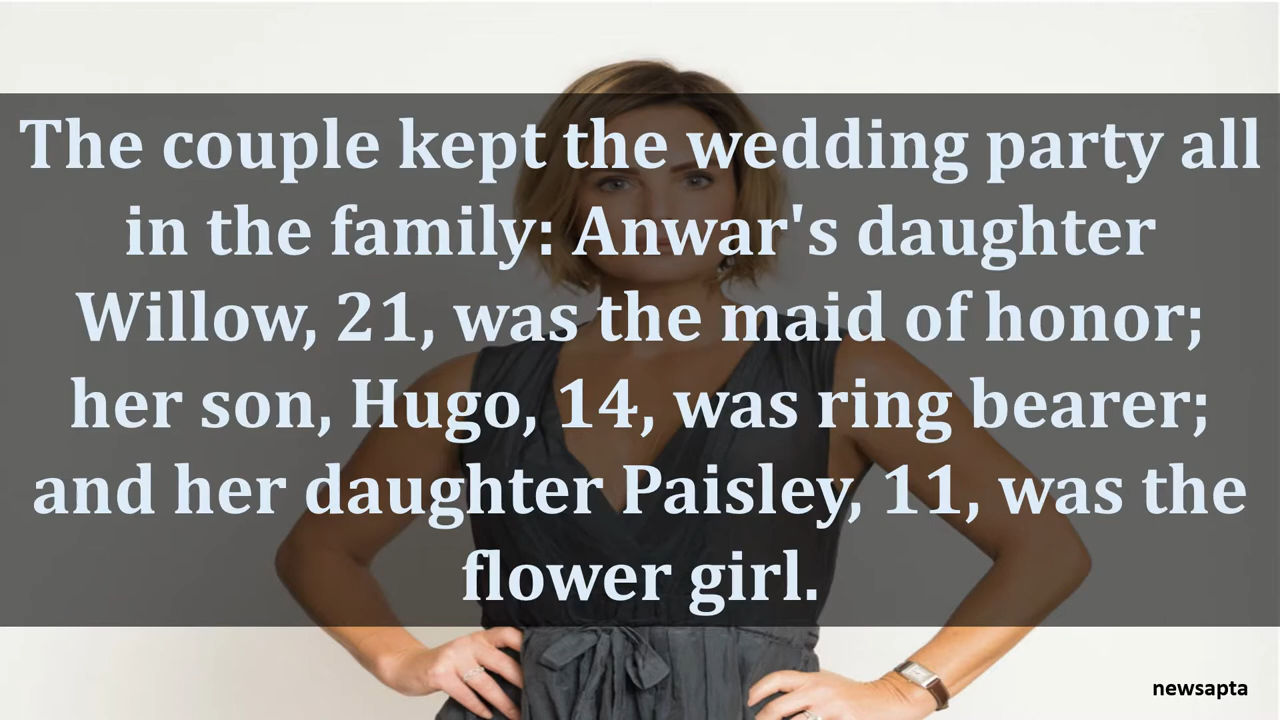 The couple kept the wedding party all
in the family: Anwar's daughter
Willow, 21, was the maid of honor;
her son, Hugo, 14, was ring bearer;
and her daughter Paisley, 11, was the
flower girl.
newsapta